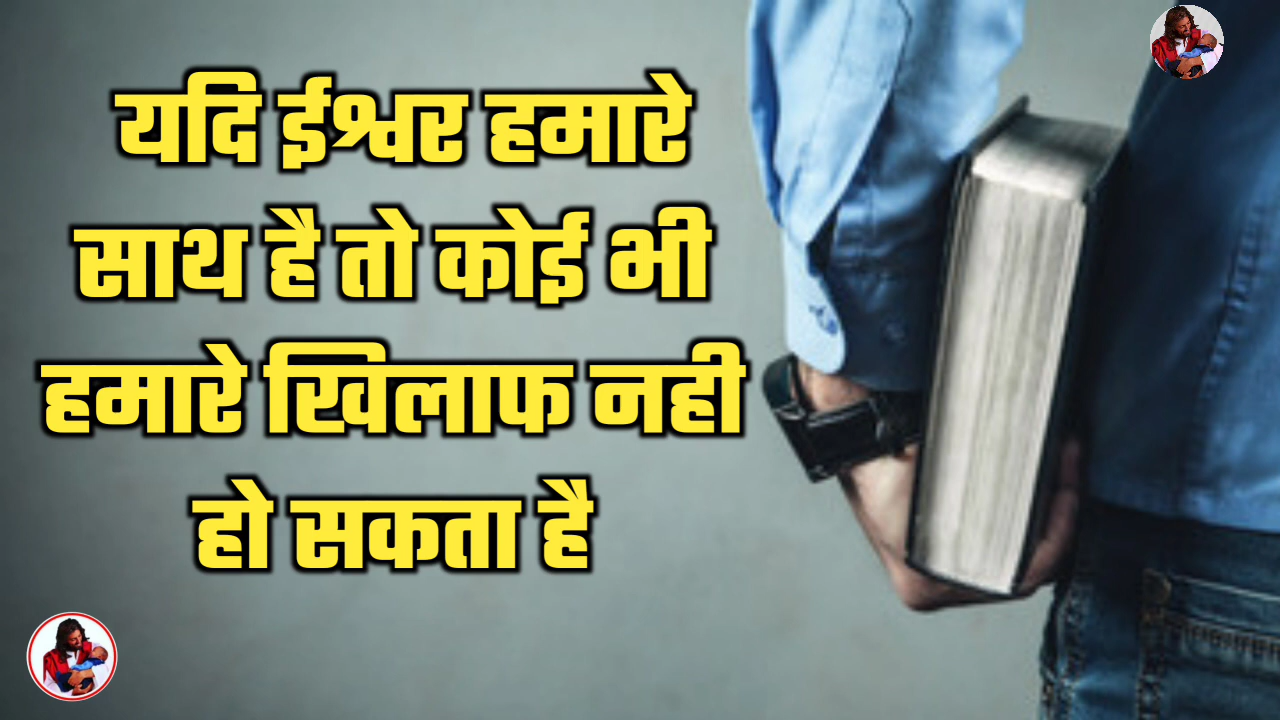 यदि ईश्वर हमारे
साथ है तो कोई भी
हमारे खिलाफ नही
हो सकता है